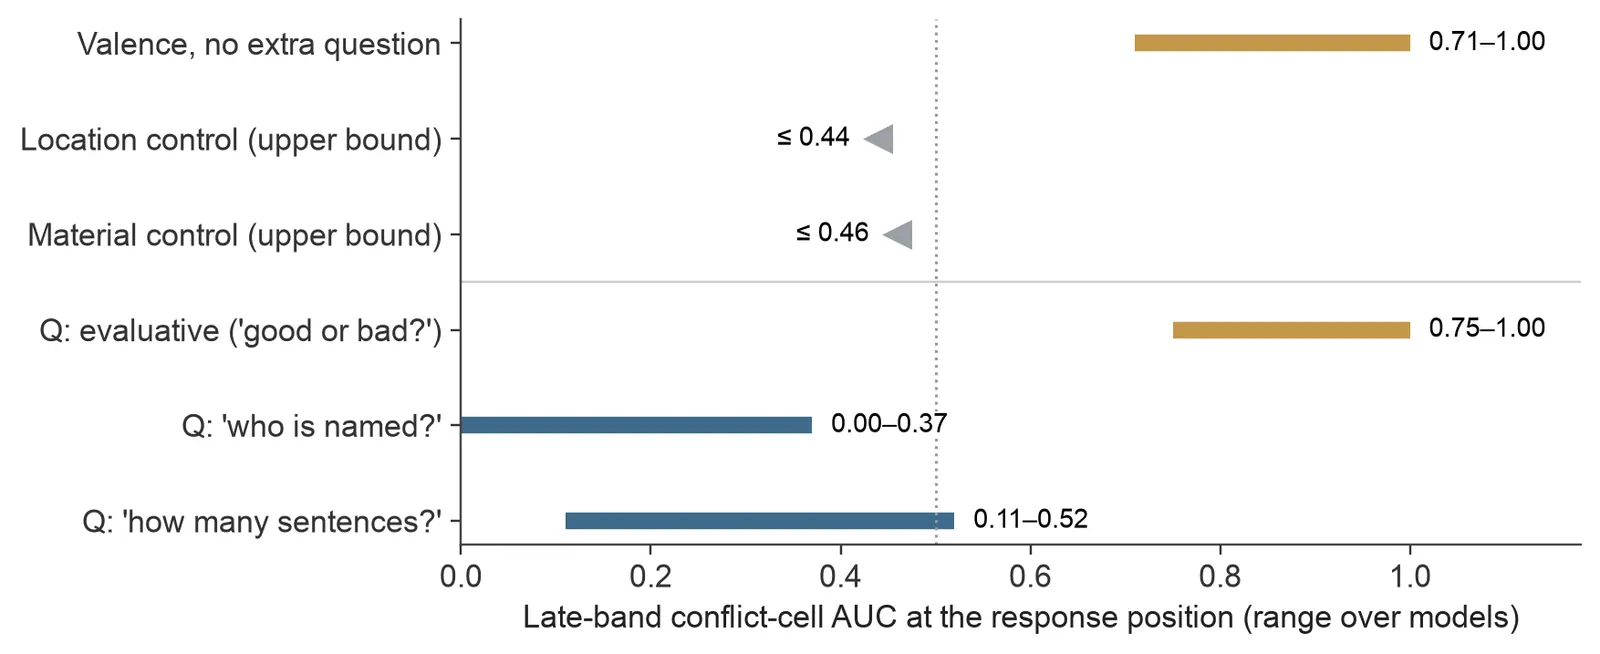 Valence, no extra question
0.71–1.00
Location control (upper bound)
≤ 0.44
Material control (upper bound)
≤ 0.46
Q: evaluative ('good or bad?')
0.75–1.00
Q: 'who is named?'
0.00–0.37
Q: 'how many sentences?'
0.11–0.52
0.0 0.2 0.4 0.6 0.8 1.0
Late-band conflict-cell AUC at the response position (range over models)